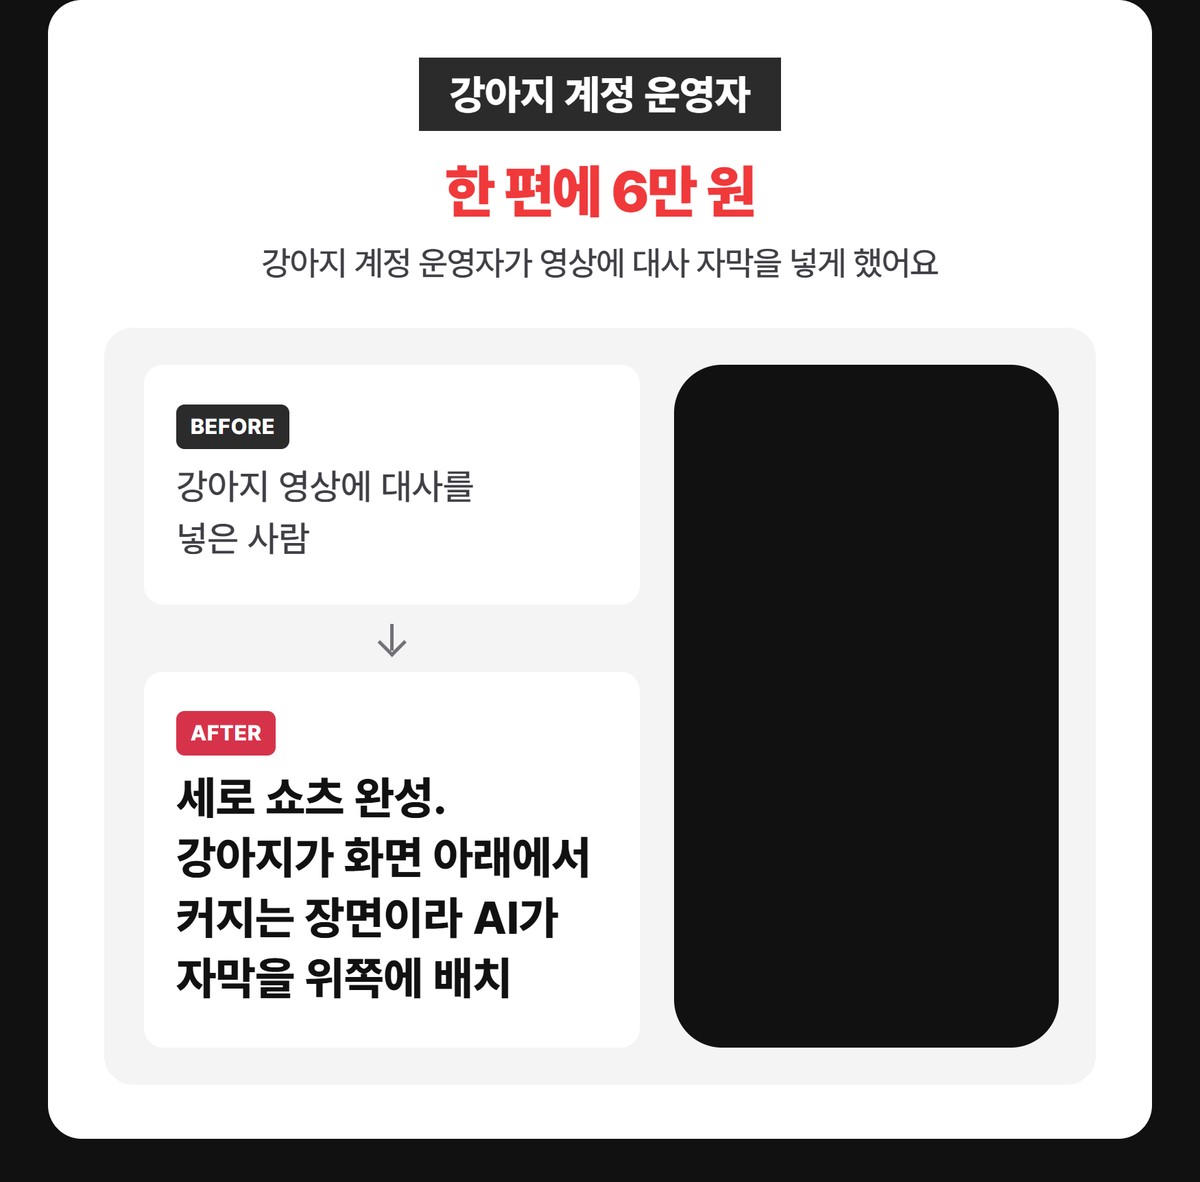 강아지 계정 운영자
한 편에 6만 원
강아지 계정 운영자가 영상에 대사 자막을 넣게 했어요
BEFORE
강아지 영상에 대사를
넣은 사람
↓
AFTER
세로 쇼츠 완성.
강아지가 화면 아래에서
커지는 장면이라 AI가
자막을 위쪽에 배치